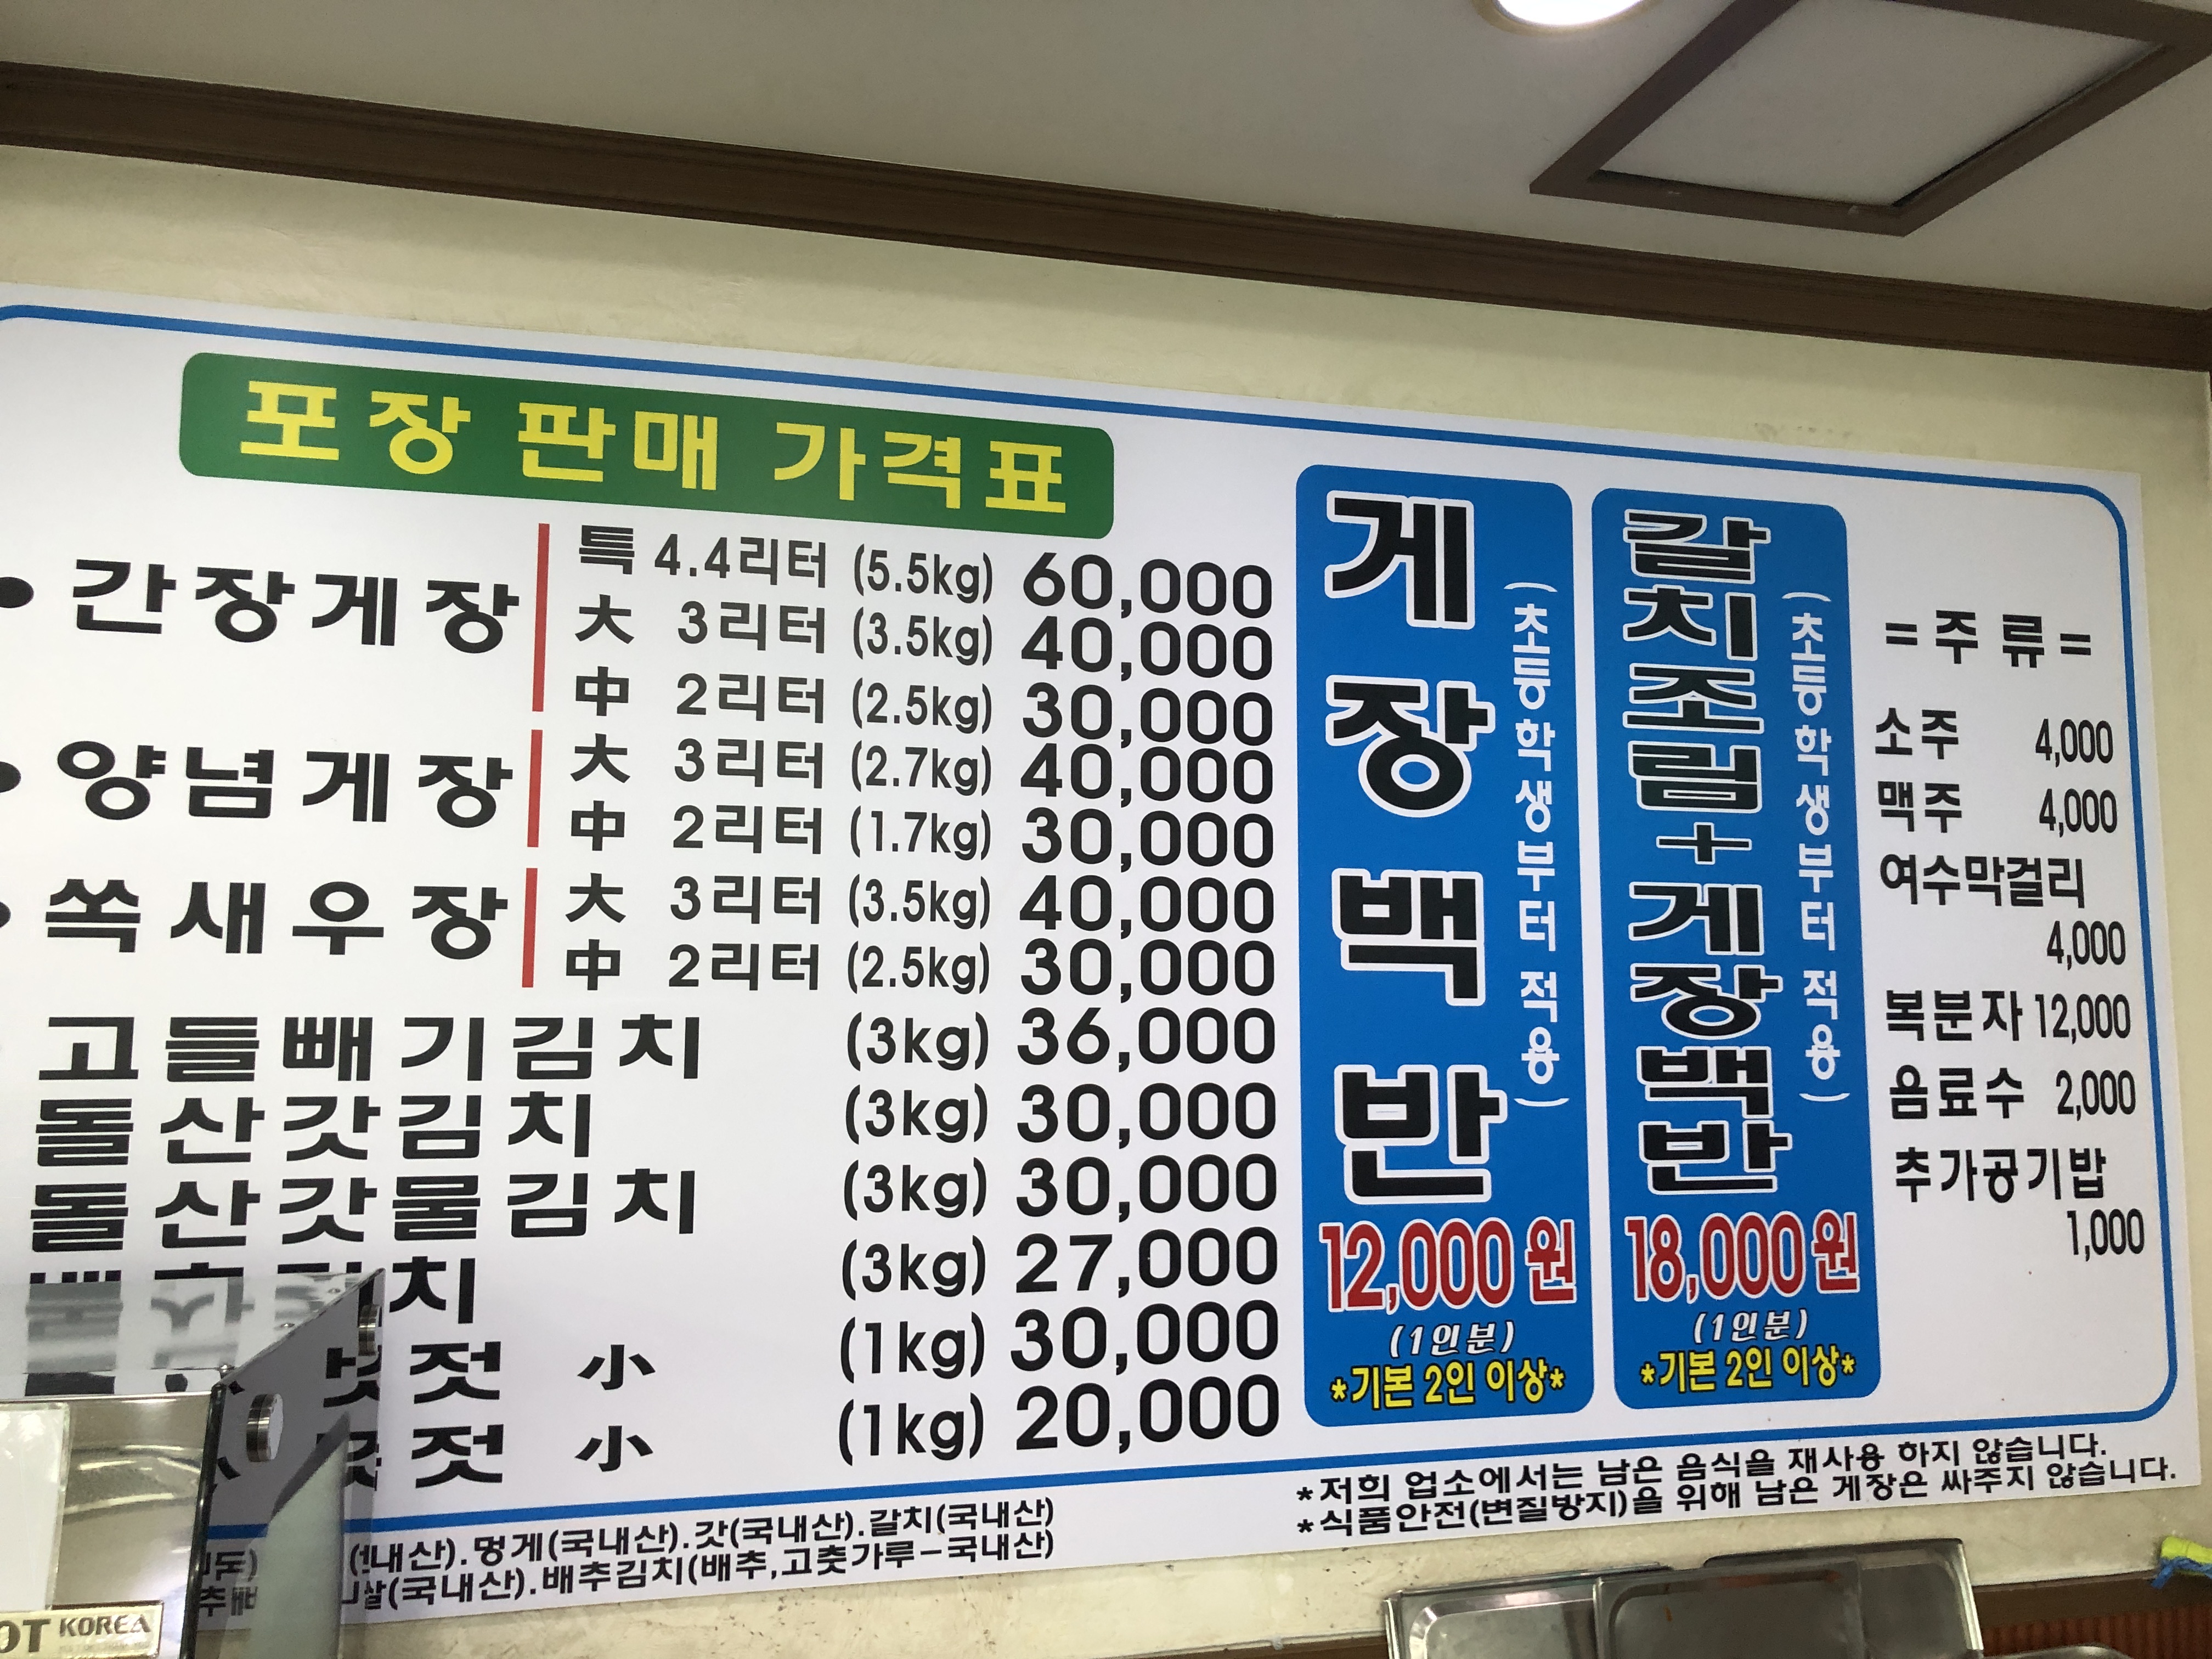 포장 판매 가격표
• 간장게장
특 4.4리터 (5.5kg) 60,000
大 3리터 (3.5kg) 40,000
中 2리터 (2.5kg) 30,000
• 양념게장
大 3리터 (2.7kg) 40,000
中 2리터 (1.7kg) 30,000
• 쏙새우장
大 3리터 (3.5kg) 40,000
中 2리터 (2.5kg) 30,000
고들빼기김치 (3kg) 36,000
돌산갓김치 (3kg) 30,000
돌산갓물김치 (3kg) 30,000
배추김치 (3kg) 27,000
젓 小 (1kg) 30,000
젓 小 (1kg) 20,000
게장백반
(초등학생부터 적용)
12,000원
(1인분)
*기본 2인 이상*
갈치조림+게장백반
(초등학생부터 적용)
18,000원
(1인분)
*기본 2인 이상*
=주류=
소주 4,000
맥주 4,000
여수막걸리
4,000
복분자 12,000
음료수 2,000
추가공기밥
1,000
*저희 업소에서는 남은 음식을 재사용 하지 않습니다.
*식품안전(변질방지)을 위해 남은 게장은 싸주지 않습니다.
내산).멍게(국내산).갓(국내산).갈치(국내산)
쌀(국내산).배추김치(배추,고춧가루-국내산)
KOREA